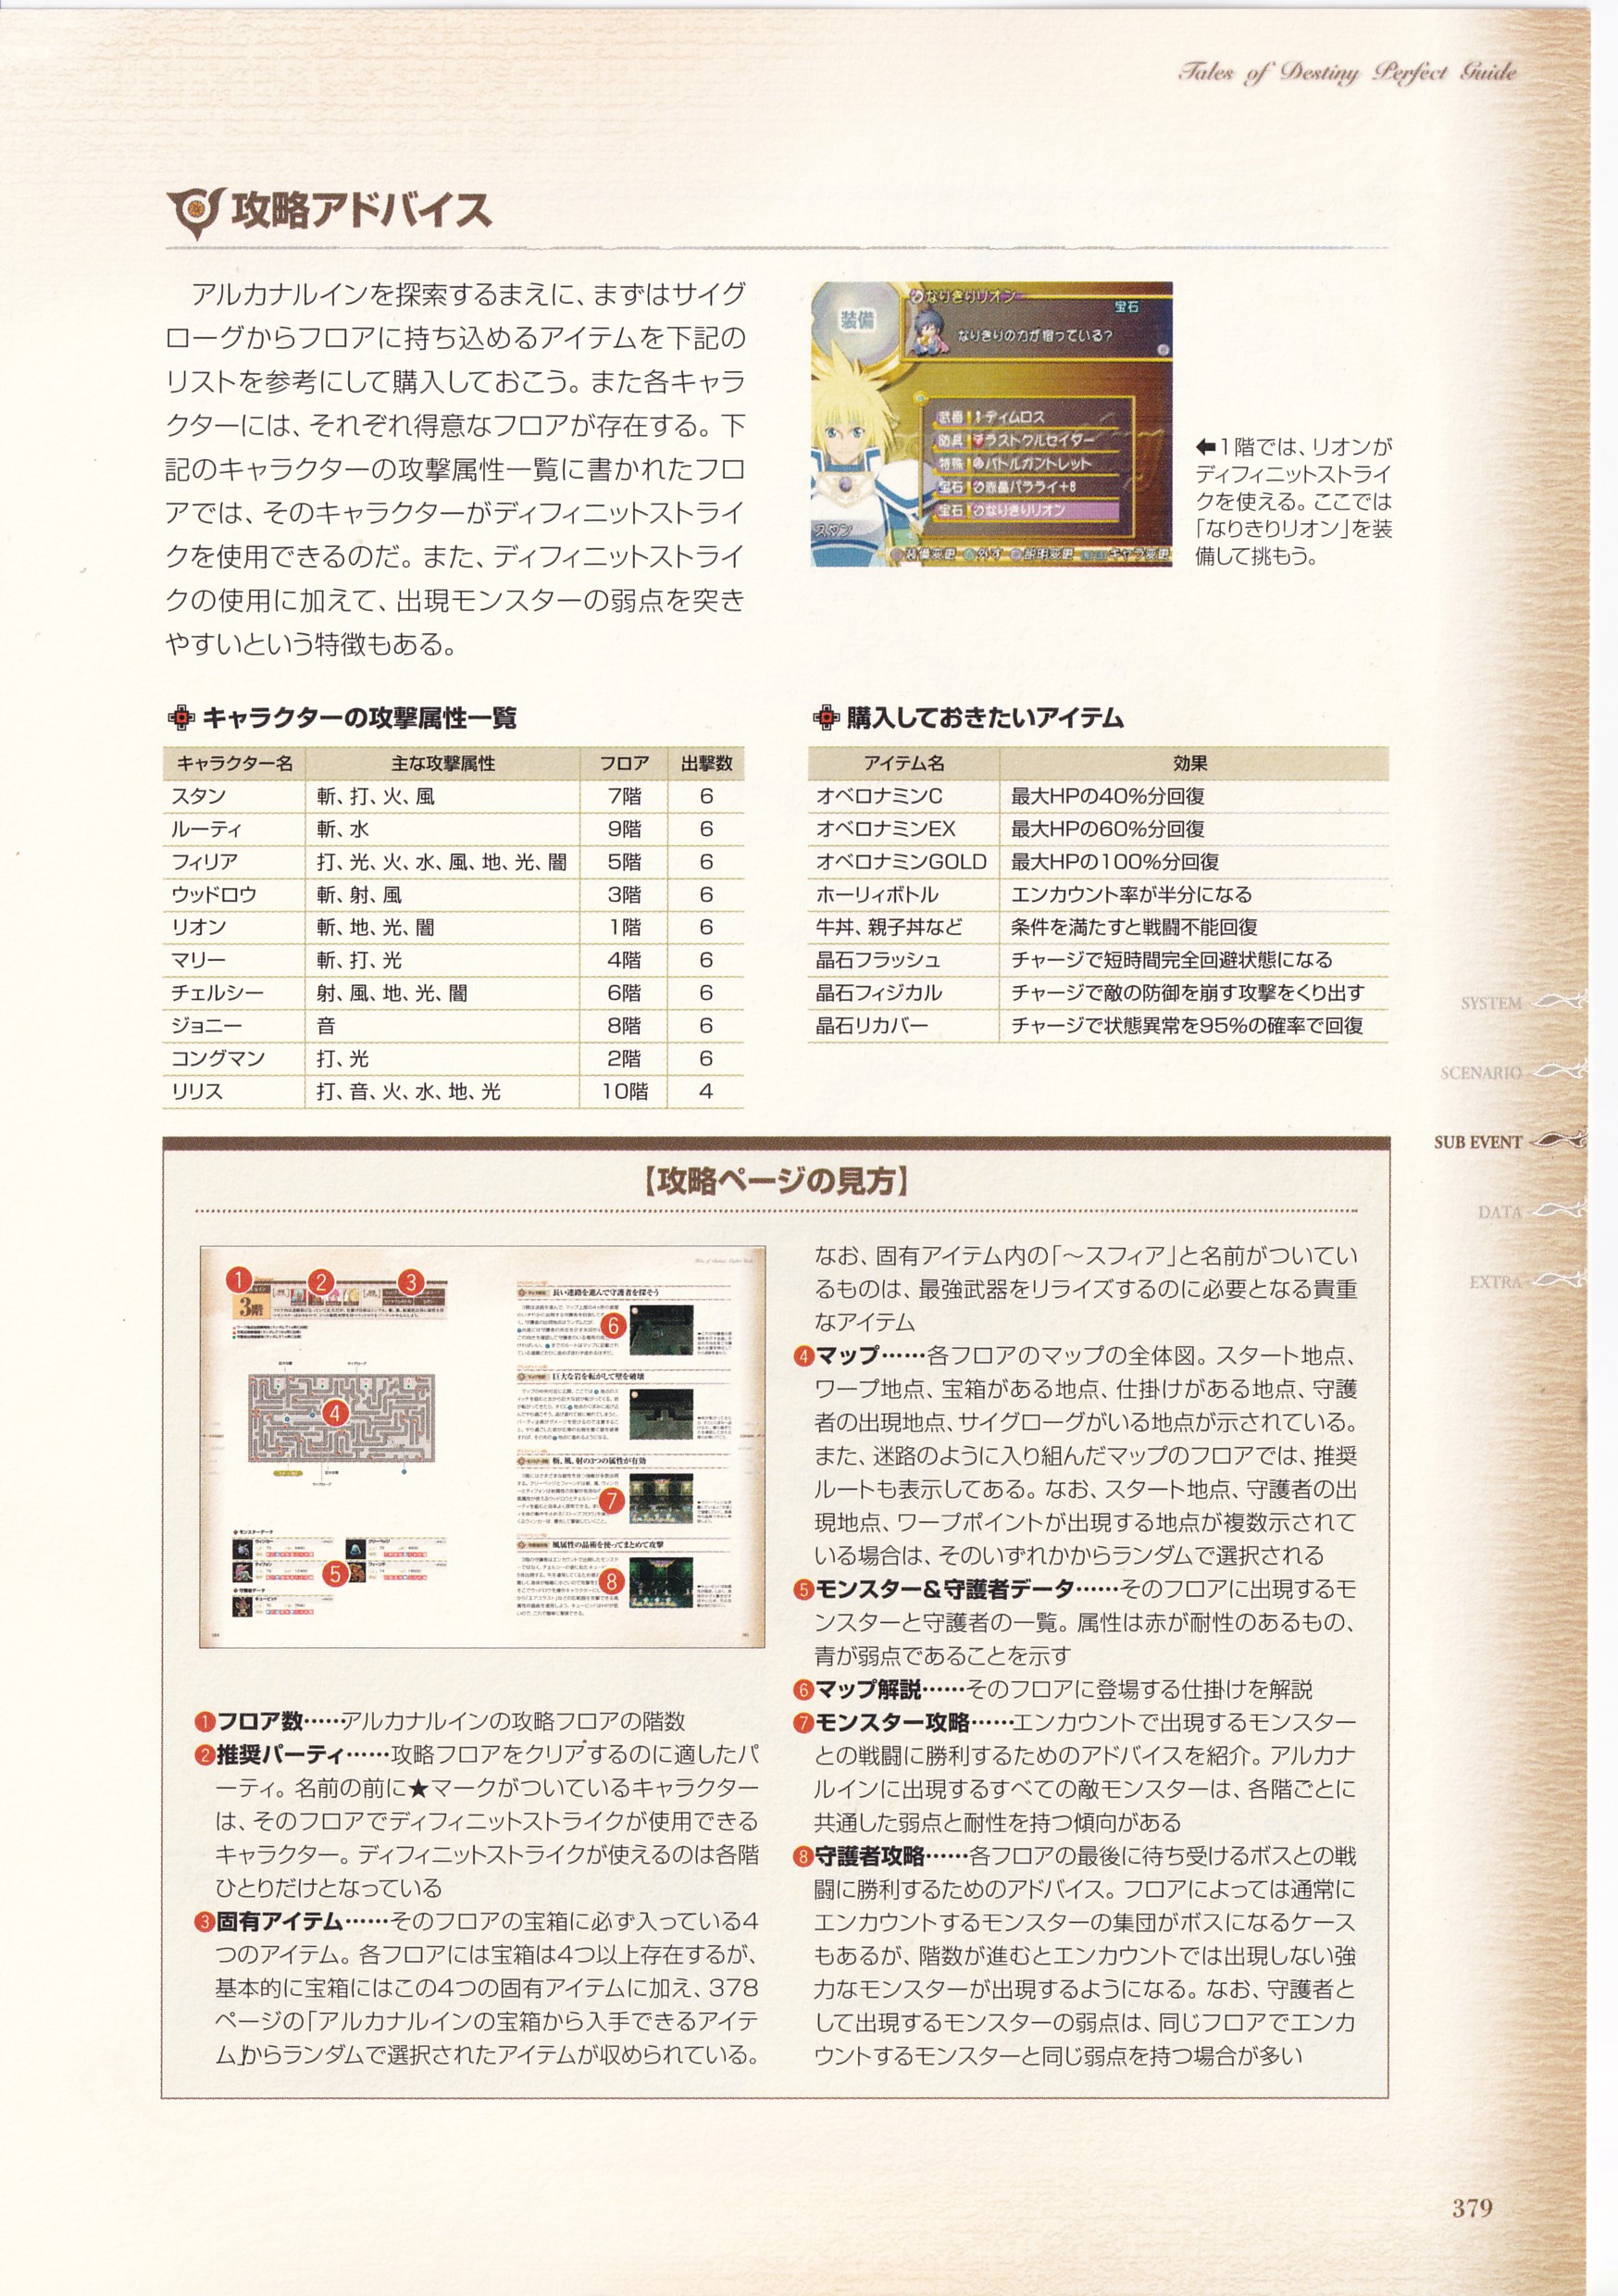 Tales of Destiny Perfect Guide
攻略アドバイス
アルカナルインを探索するまえに、まずはサイグ
ローグからフロアに持ち込めるアイテムを下記の
リストを参考にして購入しておこう。また各キャラ
クターには、それぞれ得意なフロアが存在する。下
記のキャラクターの攻撃属性一覧に書かれたフロ
アでは、そのキャラクターがディフィニットストライ
クを使用できるのだ。また、ディフィニットストライ
クの使用に加えて、出現モンスターの弱点を突き
やすいという特徴もある。
装備
なりきりリオン
宝石
なりきりの力が宿っている?
武器 ディムロス
防具 ラストクルセイダー
特殊 バトルガントレット
宝石 赤晶パラライ+8
宝石 なりきりリオン
スタン
装備変更 外す 説明変更 キャラ変更
⬅1階では、リオンが
ディフィニットストライ
クを使える。ここでは
「なりきりリオン」を装
備して挑もう。
キャラクターの攻撃属性一覧
キャラクター名 主な攻撃属性 フロア 出撃数
スタン 斬、打、火、風 7階 6
ルーティ 斬、水 9階 6
フィリア 打、光、火、水、風、地、光、闇 5階 6
ウッドロウ 斬、射、風 3階 6
リオン 斬、地、光、闇 1階 6
マリー 斬、打、光 4階 6
チェルシー 射、風、地、光、闇 6階 6
ジョニー 音 8階 6
コングマン 打、光 2階 6
リリス 打、音、火、水、地、光 10階 4
購入しておきたいアイテム
アイテム名 効果
オベロナミンC 最大HPの40%分回復
オベロナミンEX 最大HPの60%分回復
オベロナミンGOLD 最大HPの100%分回復
ホーリィボトル エンカウント率が半分になる
牛丼、親子丼など 条件を満たすと戦闘不能回復
晶石フラッシュ チャージで短時間完全回避状態になる
晶石フィジカル チャージで敵の防御を崩す攻撃をくり出す
晶石リカバー チャージで状態異常を95%の確率で回復
SYSTEM
SCENARIO
SUB EVENT
DATA
EXTRA
【攻略ページの見方】
1 2 3
3階
4
5
長い迷路を進んで守護者を探そう
6
巨大な岩を転がして壁を破壊
斬、風、射の3つの属性が有効
7
風属性の晶術を使ってまとめて攻撃
8
❶フロア数……アルカナルインの攻略フロアの階数
❷推奨パーティ……攻略フロアをクリアするのに適したパ
ーティ。名前の前に★マークがついているキャラクター
は、そのフロアでディフィニットストライクが使用できる
キャラクター。ディフィニットストライクが使えるのは各階
ひとりだけとなっている
❸固有アイテム……そのフロアの宝箱に必ず入っている4
つのアイテム。各フロアには宝箱は4つ以上存在するが、
基本的に宝箱にはこの4つの固有アイテムに加え、378
ページの「アルカナルインの宝箱から入手できるアイテ
ム」からランダムで選択されたアイテムが収められている。
なお、固有アイテム内の「〜スフィア」と名前がついてい
るものは、最強武器をリライズするのに必要となる貴重
なアイテム
❹マップ……各フロアのマップの全体図。スタート地点、
ワープ地点、宝箱がある地点、仕掛けがある地点、守護
者の出現地点、サイグローグがいる地点が示されている。
また、迷路のように入り組んだマップのフロアでは、推奨
ルートも表示してある。なお、スタート地点、守護者の出
現地点、ワープポイントが出現する地点が複数示されて
いる場合は、そのいずれかからランダムで選択される
❺モンスター&守護者データ……そのフロアに出現するモ
ンスターと守護者の一覧。属性は赤が耐性のあるもの、
青が弱点であることを示す
❻マップ解説……そのフロアに登場する仕掛けを解説
❼モンスター攻略……エンカウントで出現するモンスター
との戦闘に勝利するためのアドバイスを紹介。アルカナ
ルインに出現するすべての敵モンスターは、各階ごとに
共通した弱点と耐性を持つ傾向がある
❽守護者攻略……各フロアの最後に待ち受けるボスとの戦
闘に勝利するためのアドバイス。フロアによっては通常に
エンカウントするモンスターの集団がボスになるケース
もあるが、階数が進むとエンカウントでは出現しない強
力なモンスターが出現するようになる。なお、守護者と
して出現するモンスターの弱点は、同じフロアでエンカ
ウントするモンスターと同じ弱点を持つ場合が多い
379